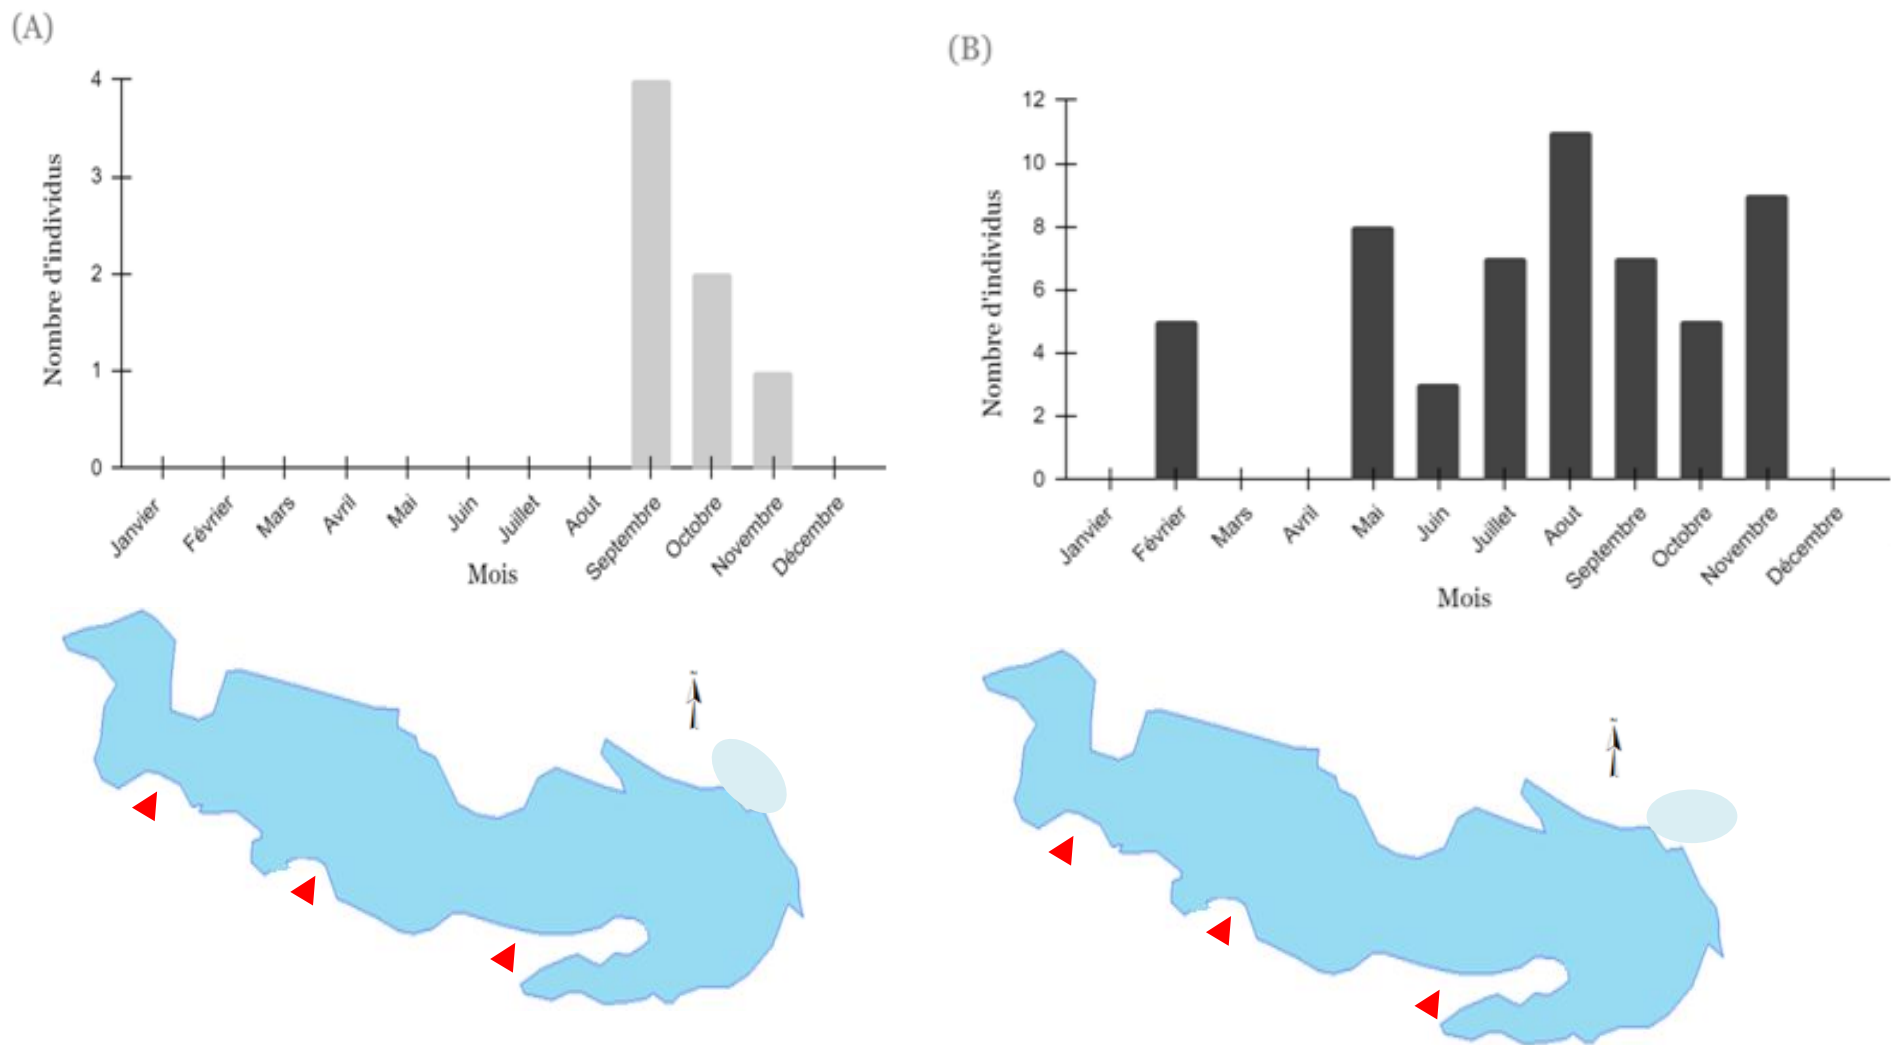 (A)
4
3
2
1
0
Nombre d'individus
Janvier
Février
Mars
Avril
Mai
Juin
Juillet
Aout
Septembre
Octobre
Novembre
Décembre
Mois
(B)
12
10
8
6
4
2
0
Nombre d'individus
Janvier
Février
Mars
Avril
Mai
Juin
Juillet
Aout
Septembre
Octobre
Novembre
Décembre
Mois